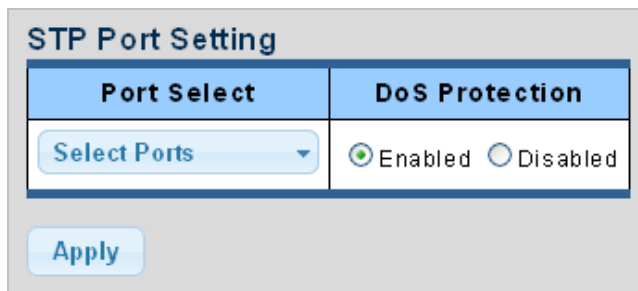 STP Port Setting
Port Select DoS Protection
Select Ports Enabled Disabled
Apply